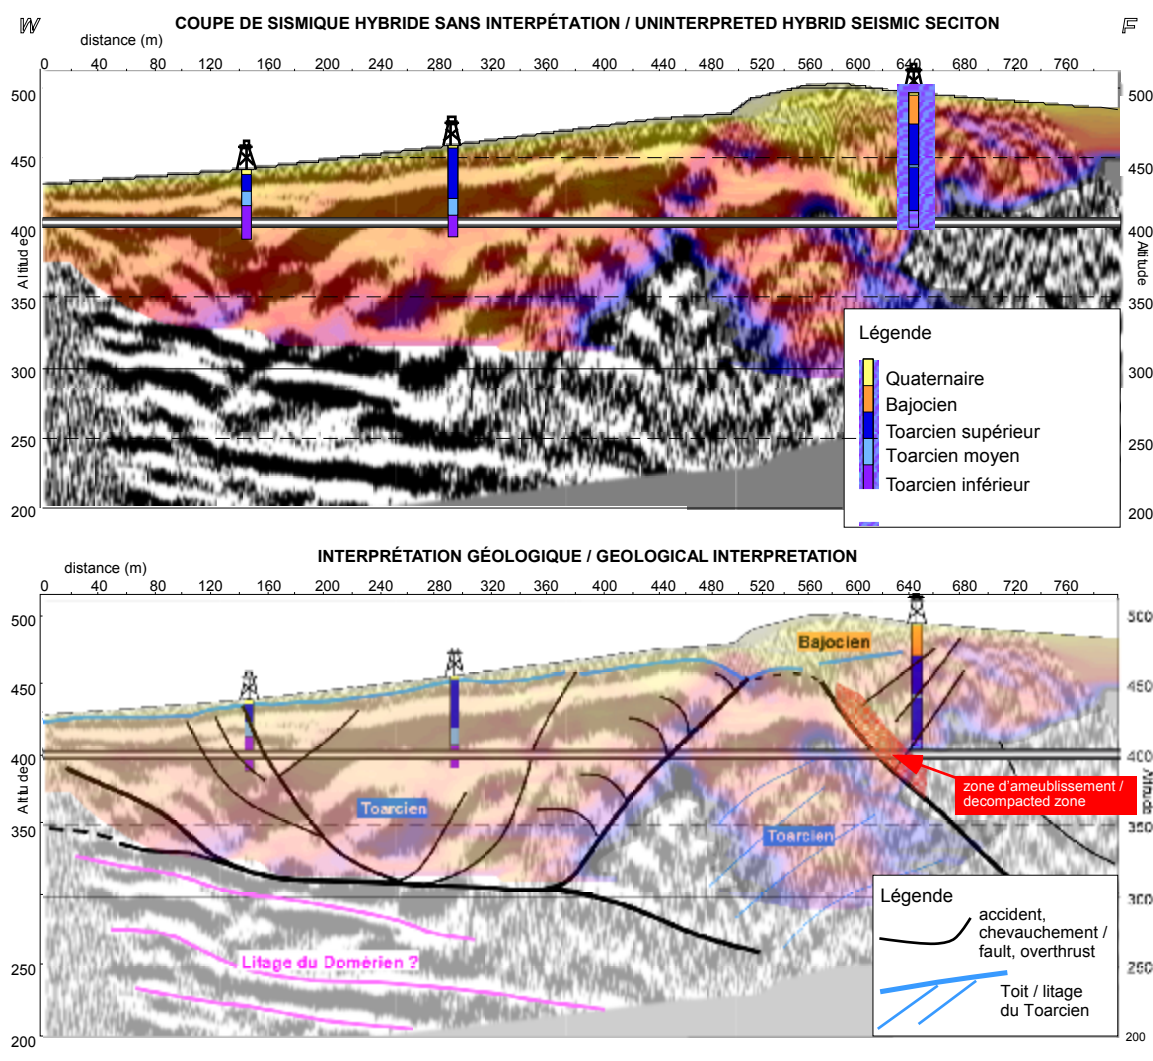 W
COUPE DE SISMIQUE HYBRIDE SANS INTERPÉTATION / UNINTERPRETED HYBRID SEISMIC SECITON
distance (m)
0 40 80 120 160 200 240 280 320 360 400 440 480 520 560 600 640 680 720 760
500 500
450 450
400 400
Altitude Altitude
350 350
300 300
250 250
200 200
Légende
Quaternaire
Bajocien
Toarcien supérieur
Toarcien moyen
Toarcien inférieur
INTERPRÉTATION GÉOLOGIQUE / GEOLOGICAL INTERPRETATION
distance (m)
0 40 80 120 160 200 240 280 320 360 400 440 480 520 560 600 640 680 720 760
500 500
Bajocien
450 450
400 400
Altitude Altitude
zone d'ameublissement /
decompacted zone
Toarcien
350 350
Toarcien
300 300
Litage du Domérien ?
250 250
200 200
Légende
accident,
chevauchement /
fault, overthrust
Toit / litage
du Toarcien